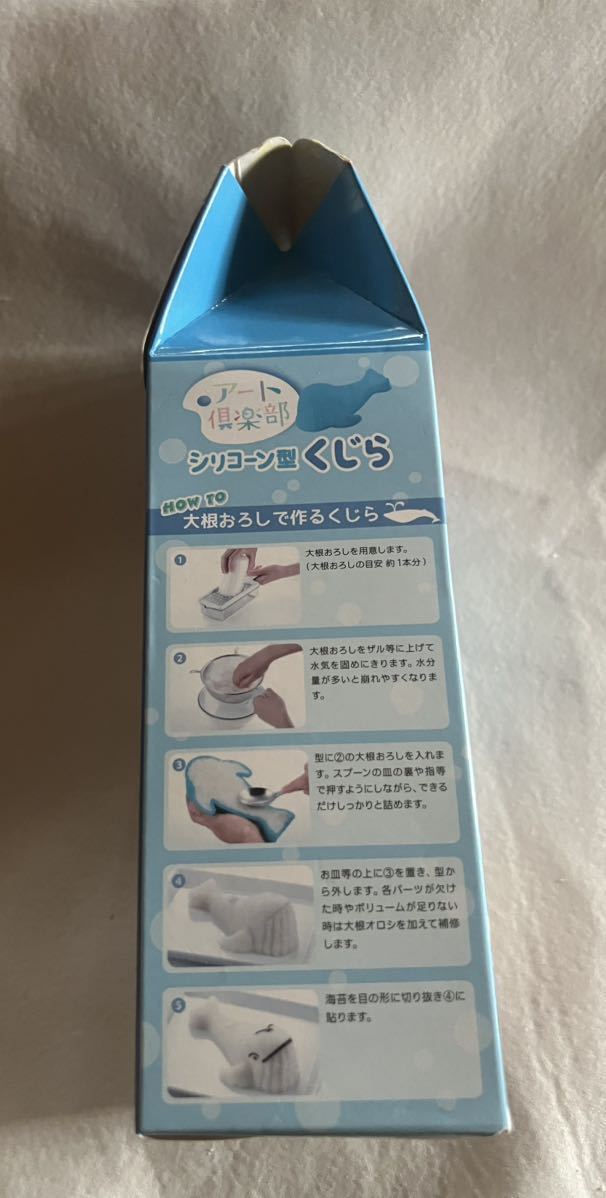 アート
倶楽部
シリコーン型 くじら
HOW TO
大根おろしで作るくじら
1
大根おろしを用意します。
(大根おろしの目安 約1本分)
2
大根おろしをザル等に上げて
水気を固めにきります。水分
量が多いと崩れやすくなりま
す。
3
型に②の大根おろしを入れま
す。スプーンの皿の裏や指等
で押すようにしながら、できる
だけしっかりと詰めます。
4
お皿等の上に③を置き、型か
ら外します。各パーツが欠け
た時やボリュームが足りない
時は大根オロシを加えて補修
します。
5
海苔を目の形に切り抜き④に
貼ります。